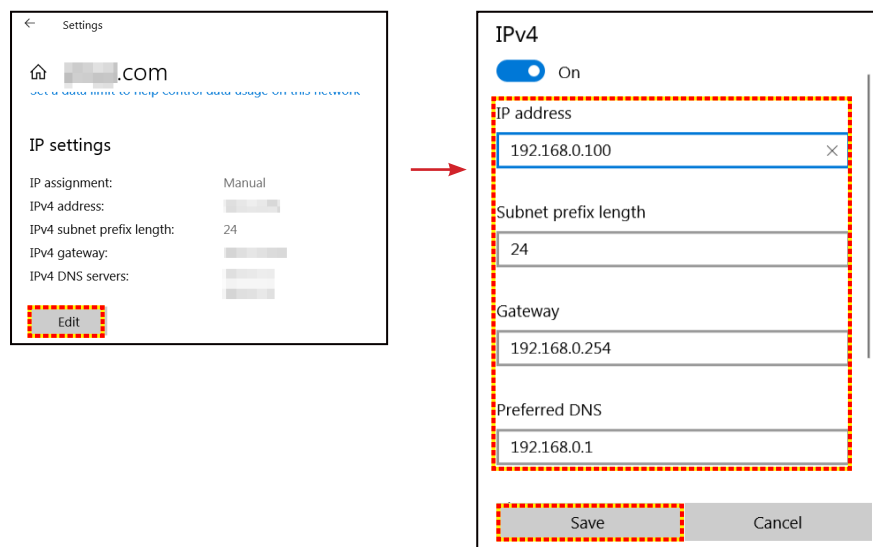 Settings
.com
Set a data limit to help control data usage on this network
IP settings
IP assignment: Manual
IPv4 address:
IPv4 subnet prefix length: 24
IPv4 gateway:
IPv4 DNS servers:
Edit
IPv4
On
IP address
192.168.0.100
Subnet prefix length
24
Gateway
192.168.0.254
Preferred DNS
192.168.0.1
Save Cancel